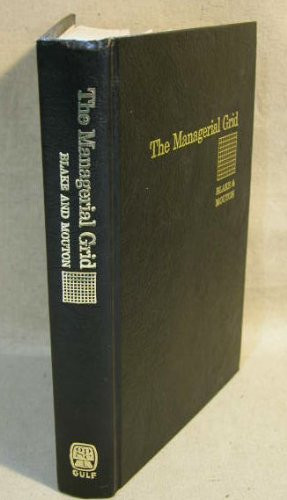 The Managerial Grid
BLAKE AND MOUTON
GULF
The Managerial Grid
BLAKE &
MOUTON